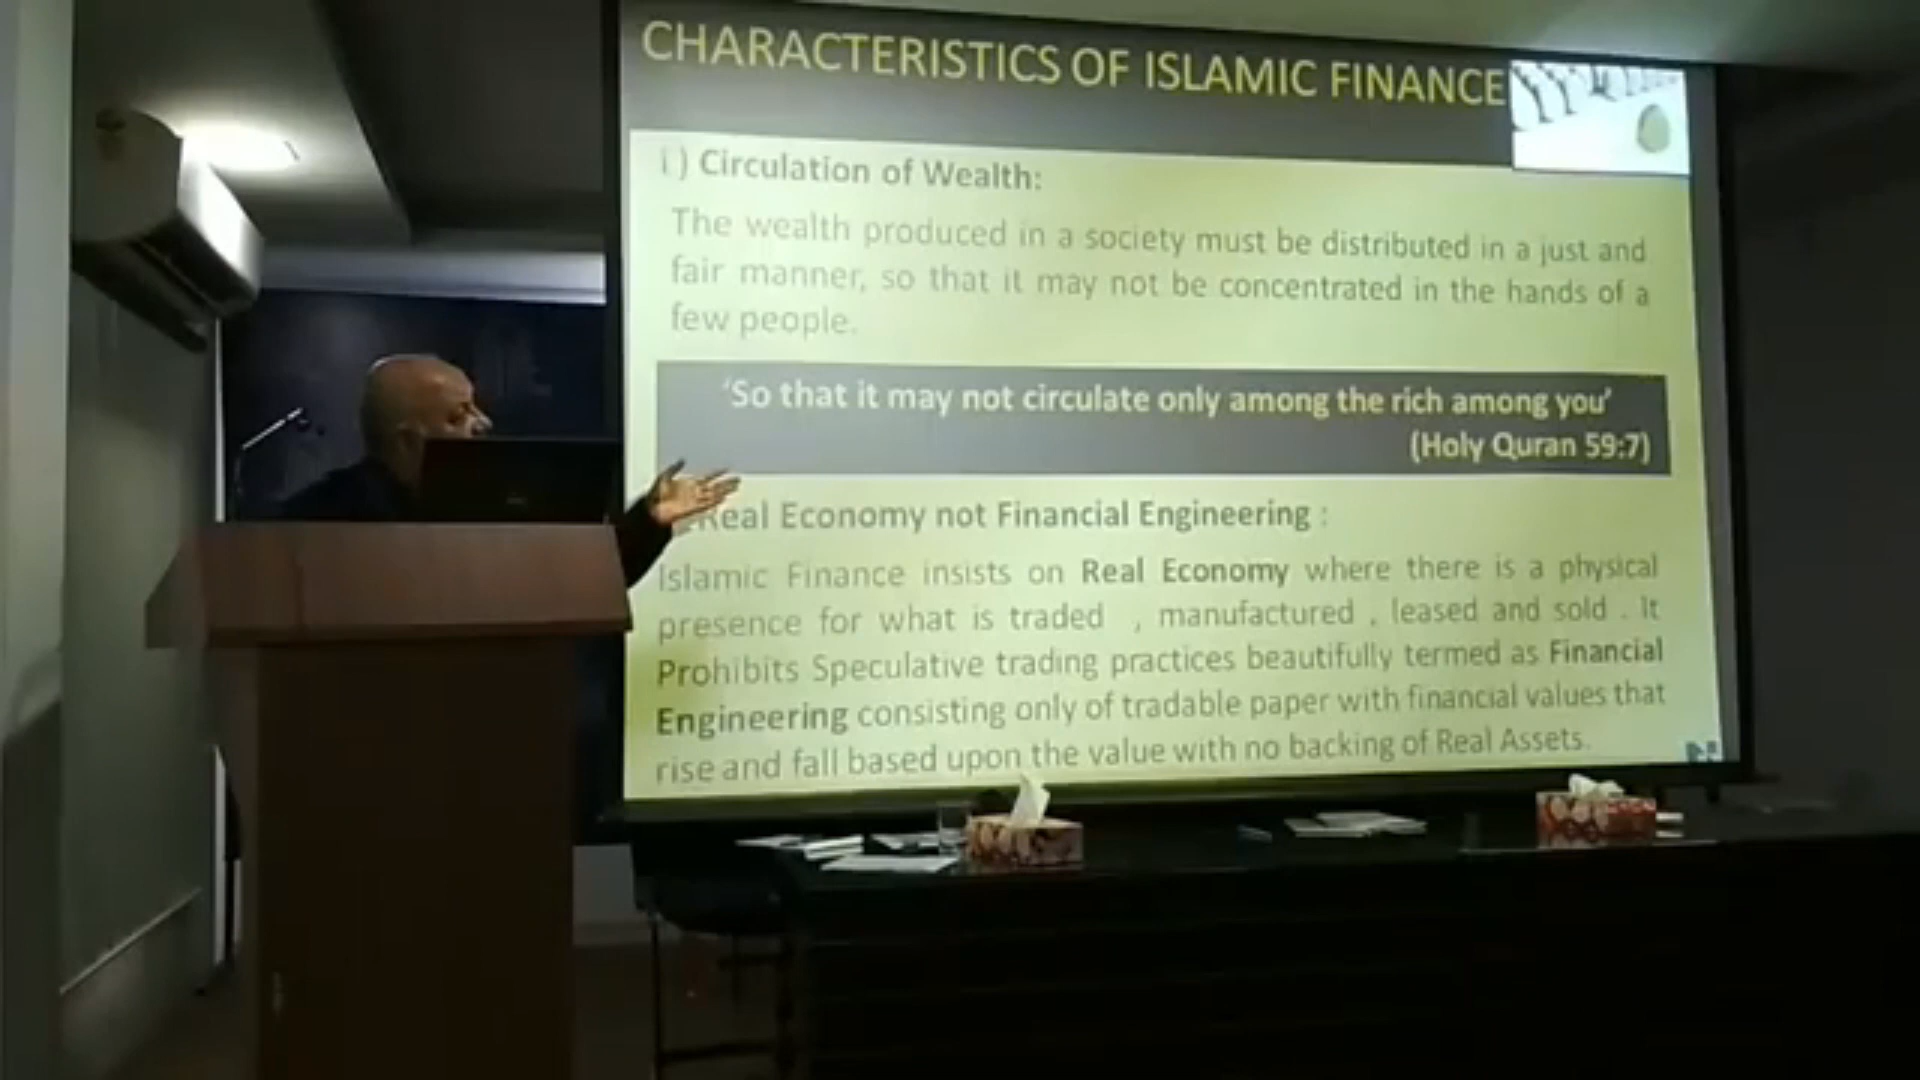 CHARACTERISTICS OF ISLAMIC FINANCE
i ) Circulation of Wealth:
The wealth produced in a society must be distributed in a just and
fair manner, so that it may not be concentrated in the hands of a
few people.
‘So that it may not circulate only among the rich among you’
(Holy Quran 59:7)
Real Economy not Financial Engineering :
Islamic Finance insists on Real Economy where there is a physical
presence for what is traded , manufactured , leased and sold . It
Prohibits Speculative trading practices beautifully termed as Financial
Engineering consisting only of tradable paper with financial values that
rise and fall based upon the value with no backing of Real Assets.